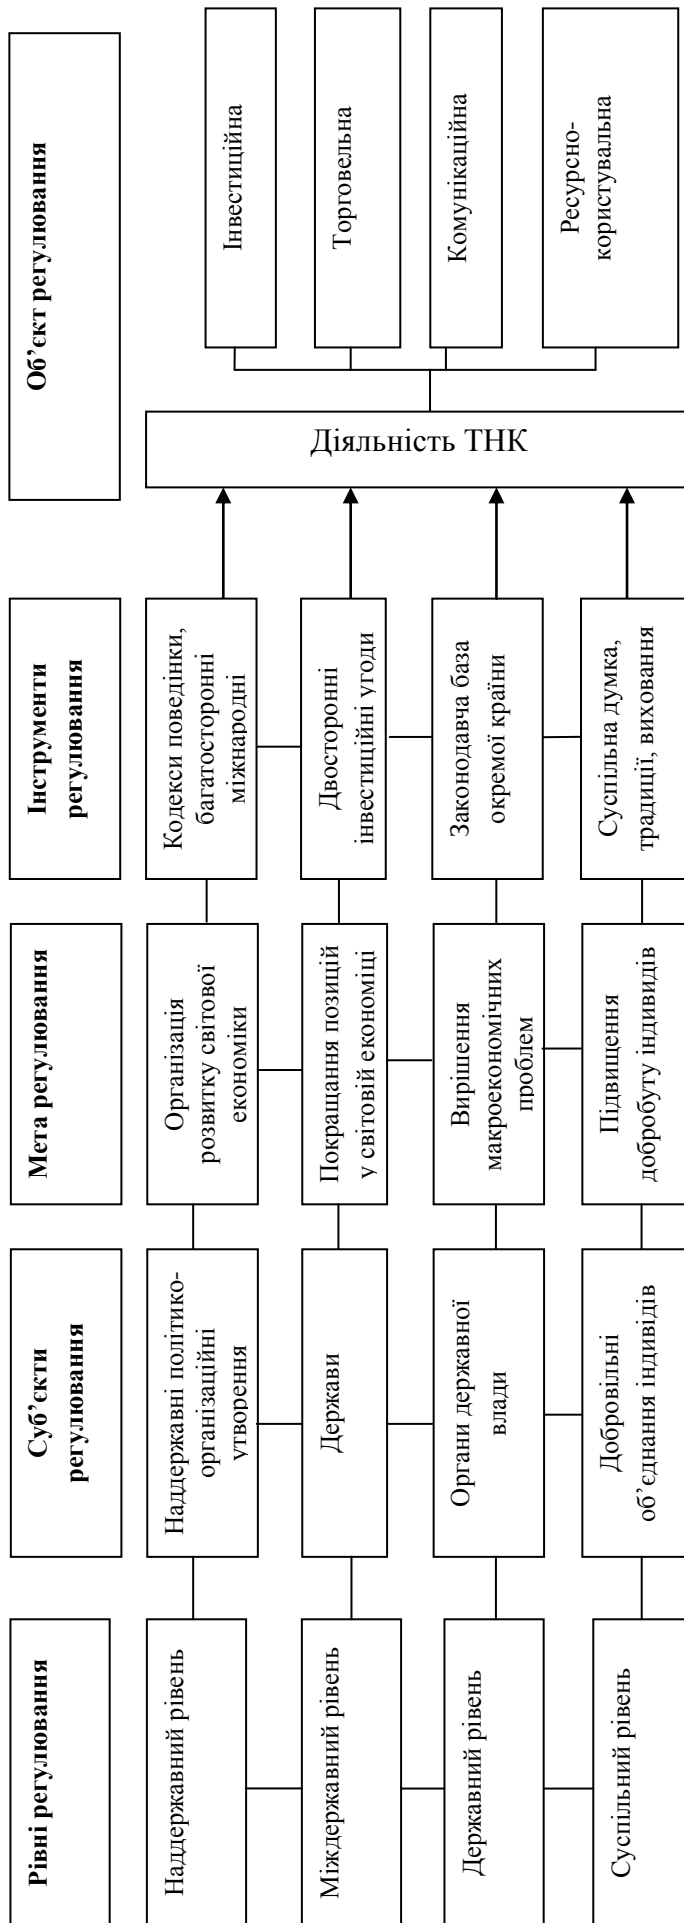 Рівні регулювання
Суб’єкти
регулювання
Мета регулювання
Інструменти
регулювання
Об’єкт регулювання
Наддержавний рівень
Наддержавні політико-
організаційні
утворення
Організація
розвитку світової
економіки
Кодекси поведінки,
багатосторонні
міжнародні
Міждержавний рівень
Держави
Покращання позицій
у світовій економіці
Двосторонні
інвестиційні угоди
Державний рівень
Органи державної
влади
Вирішення
макроекономічних
проблем
Законодавча база
окремої країни
Суспільний рівень
Добровільні
об’єднання індивідів
Підвищення
добробуту індивидів
Суспільна думка,
традиції, виховання
Діяльність ТНК
Інвестиційна
Торговельна
Комунікаційна
Ресурсно-
користувальна